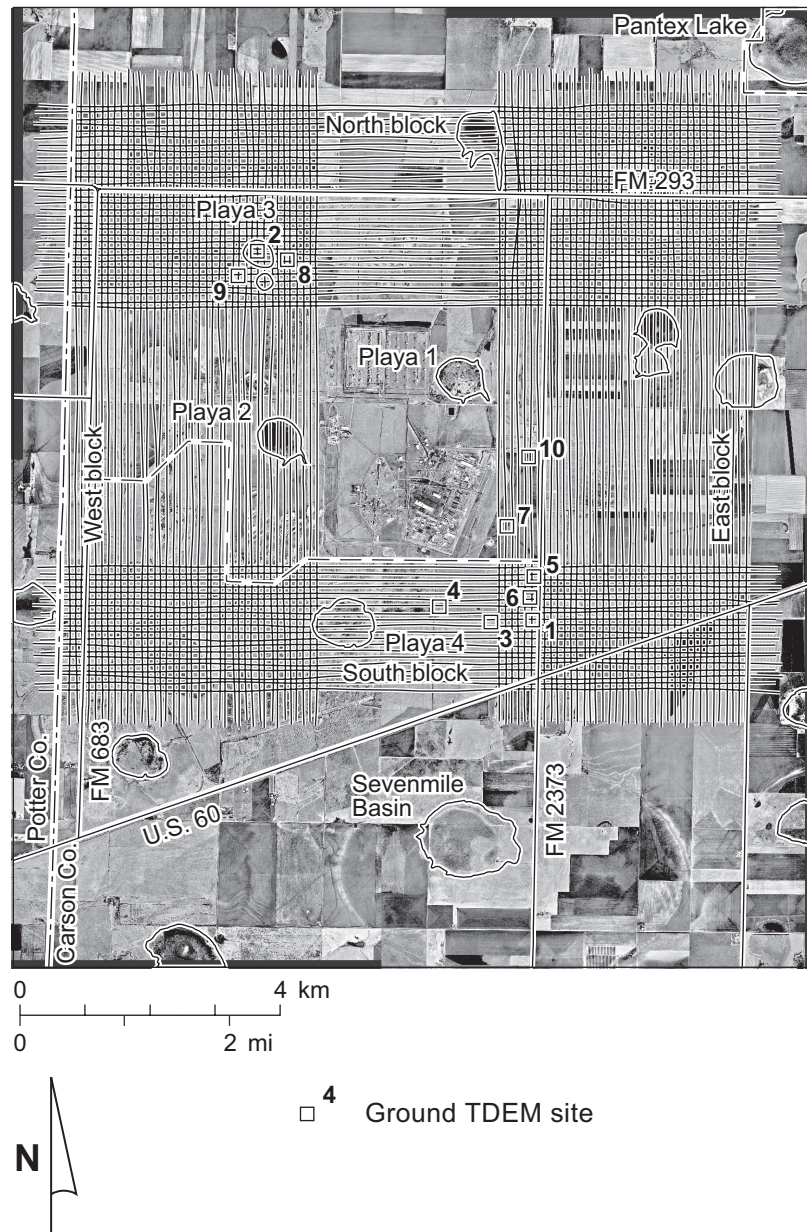 Pantex Lake
North block
FM 293
Playa 3
2
8
9
Playa 1
Playa 2
10
West block
East block
7
5
4
6
3
1
Playa 4
South block
FM 683
Potter Co.
Carson Co.
U.S. 60
Sevenmile
Basin
FM 2373
0 4 km
0 2 mi
N
4
Ground TDEM site